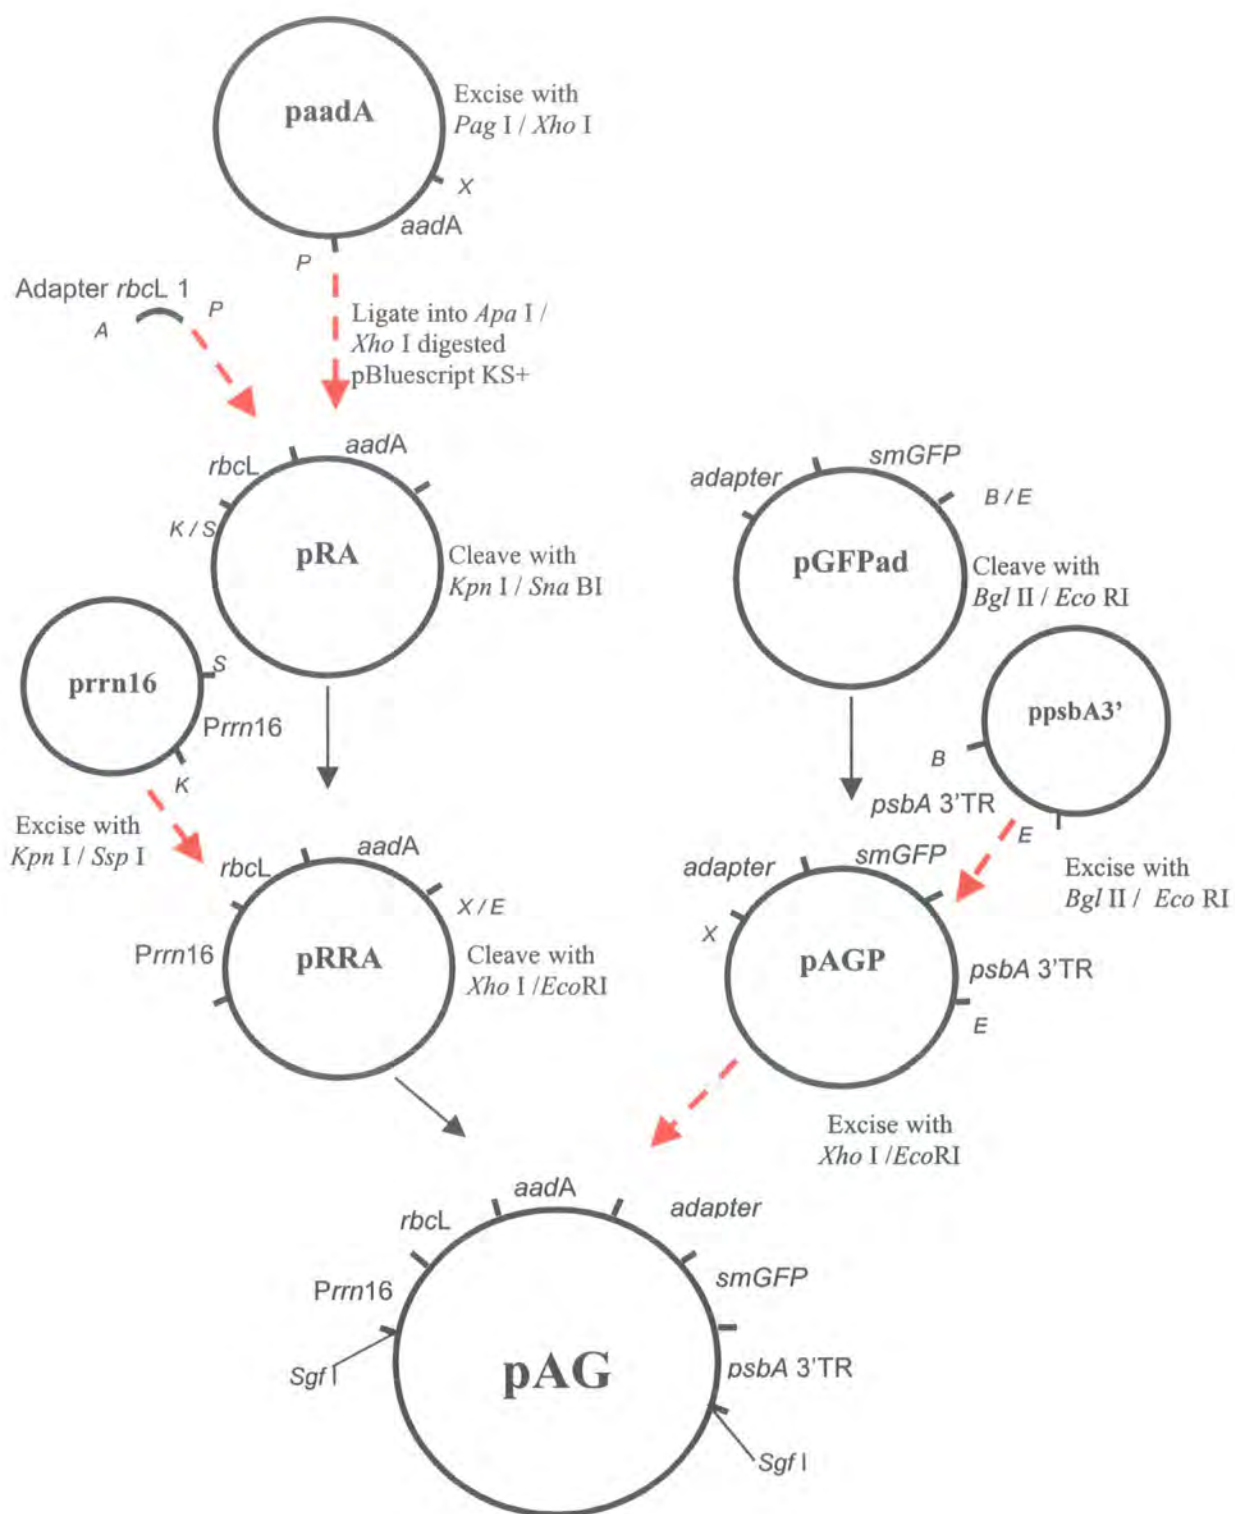 paadA
Excise with
Pag I / Xho I
X
aadA
P
Adapter rbcL 1
A
P
Ligate into Apa I /
Xho I digested
pBluescript KS+
aadA
rbcL
K / S
pRA
Cleave with
Kpn I / Sna BI
smGFP
adapter
B / E
pGFPad
Cleave with
Bgl II / Eco RI
prrn16
S
Prrn16
K
Excise with
Kpn I / Ssp I
ppsbA3'
B
psbA 3'TR
E
Excise with
Bgl II / Eco RI
aadA
rbcL
X / E
Prrn16
pRRA
Cleave with
Xho I /EcoRI
smGFP
adapter
X
pAGP
psbA 3'TR
E
Excise with
Xho I /EcoRI
aadA
adapter
rbcL
smGFP
Prrn16
Sgf I
pAG
psbA 3'TR
Sgf I